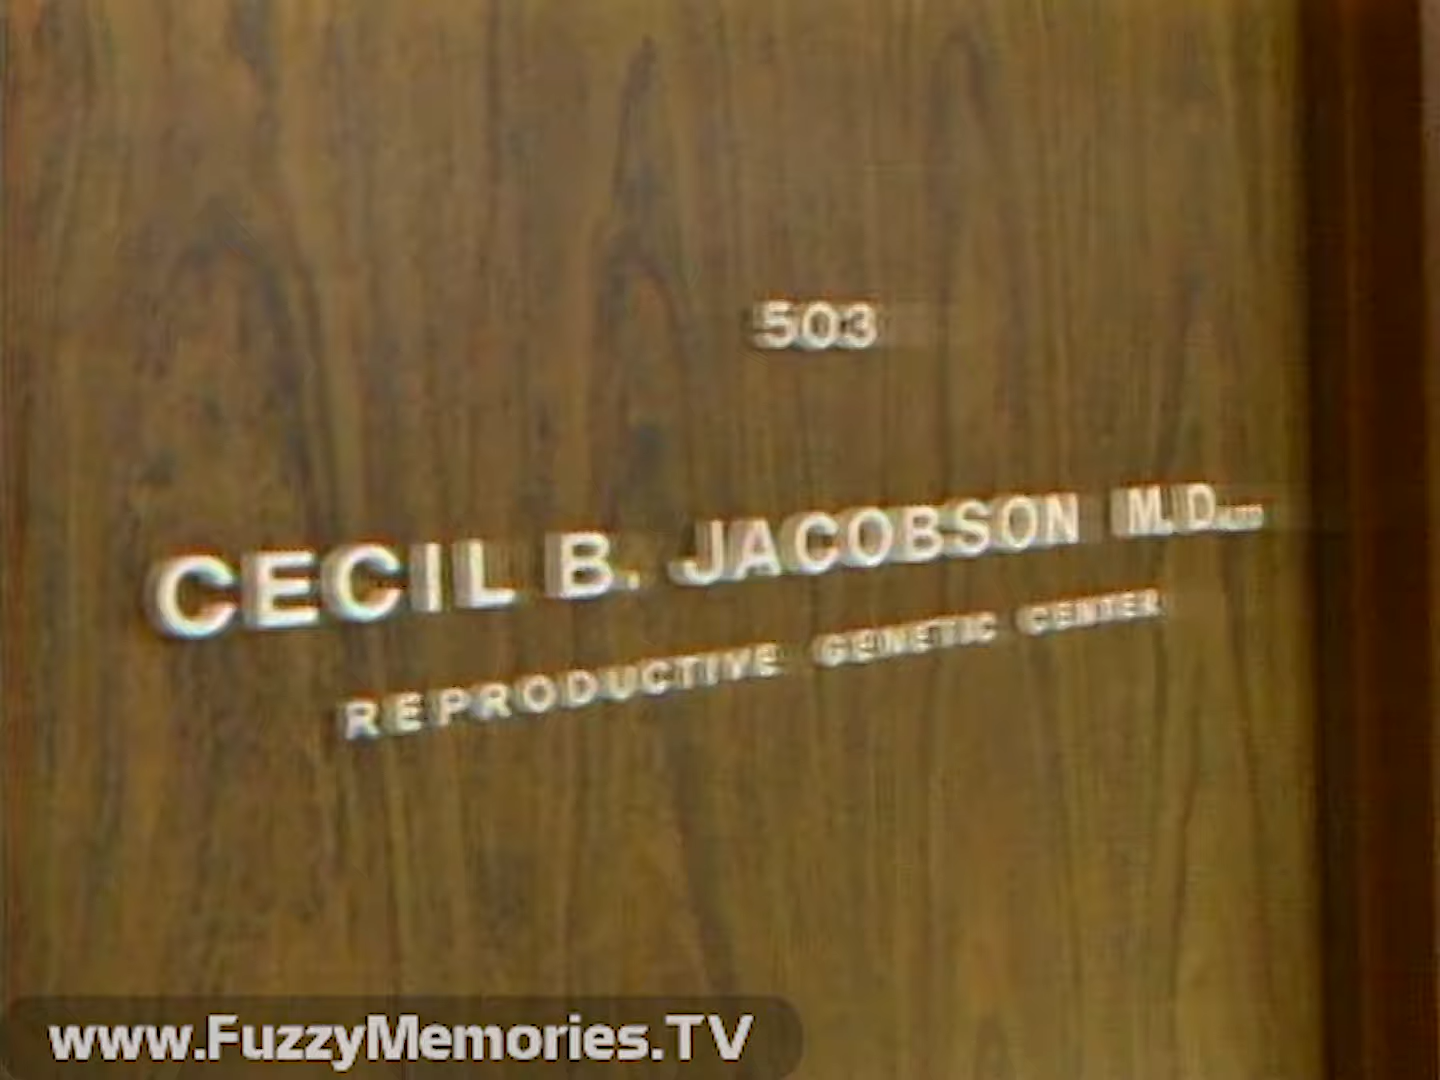 503
CECIL B. JACOBSON M.D.
REPRODUCTIVE GENETIC CENTER
www.FuzzyMemories.TV